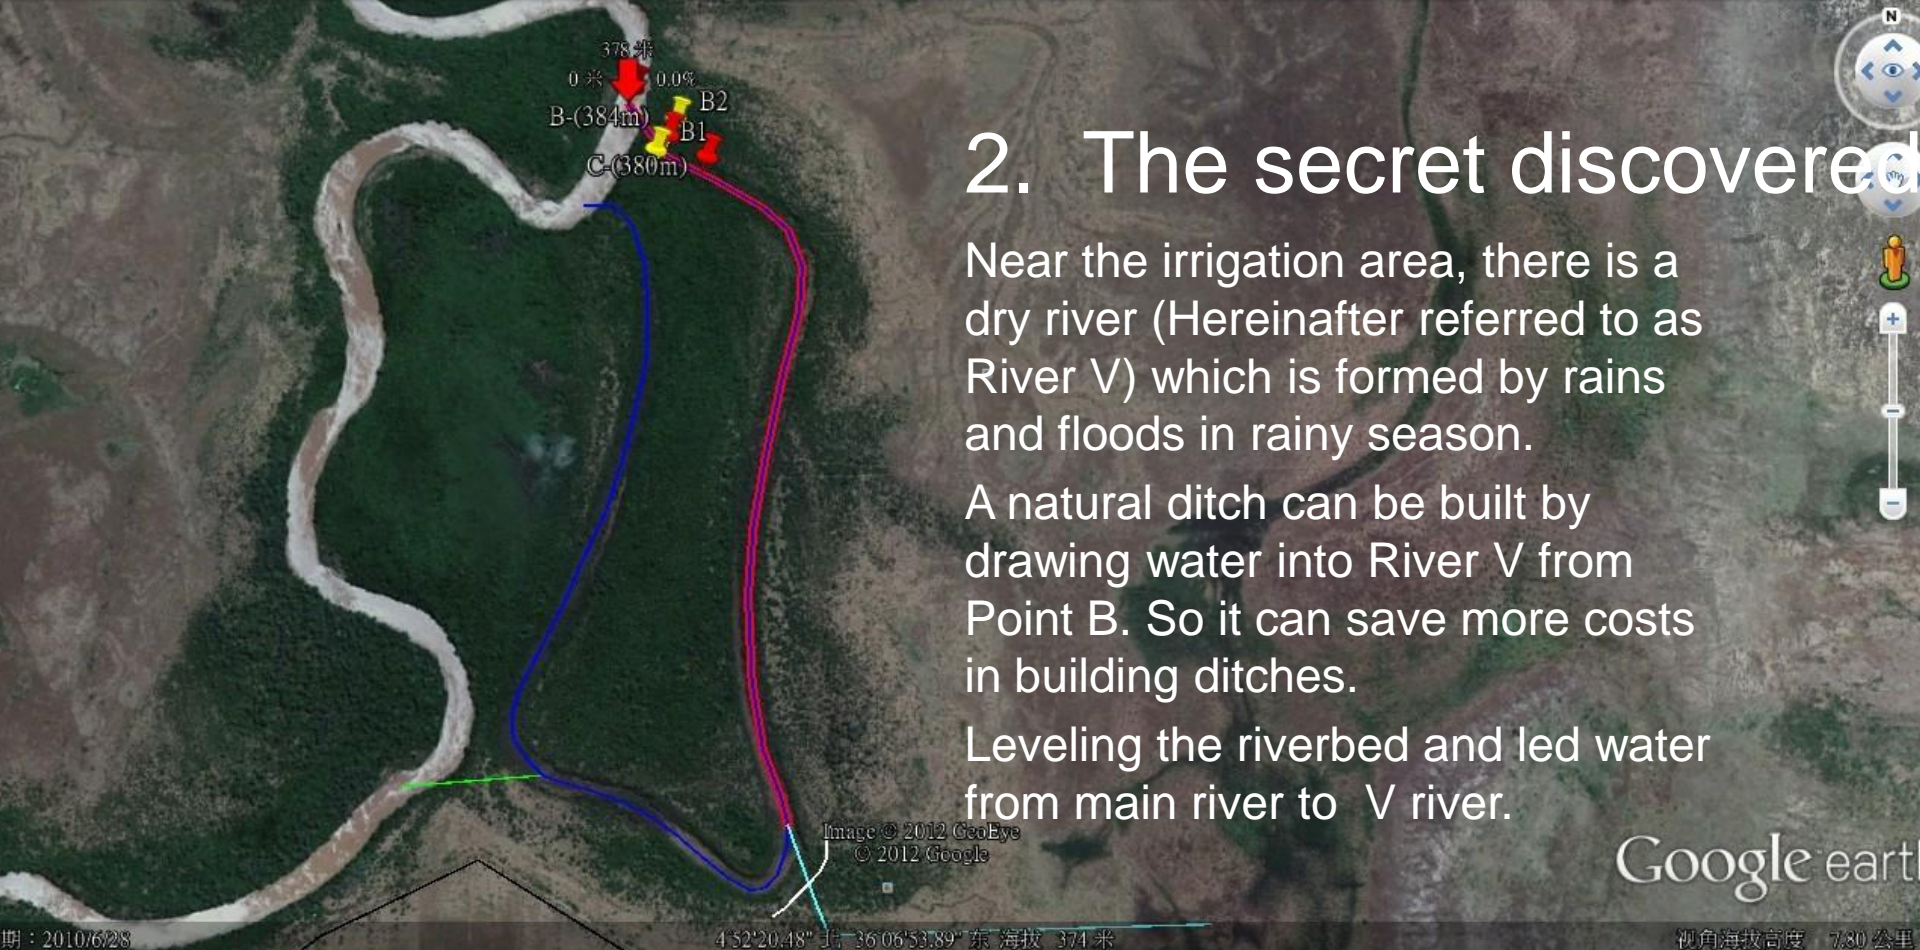 N
378 米
0 米
0.0%
B-(384m)
B2
B1
C-(380m)
2. The secret discovered
Near the irrigation area, there is a
dry river (Hereinafter referred to as
River V) which is formed by rains
and floods in rainy season.
A natural ditch can be built by
drawing water into River V from
Point B. So it can save more costs
in building ditches.
Leveling the riverbed and led water
from main river to V river.
Image © 2012 GeoEye
© 2012 Google
Google earth
期：2010/6/28
4 52'20.48" 北 36 06'53.89" 东 海拔 374 米
视角海拔高度 7.80 公里